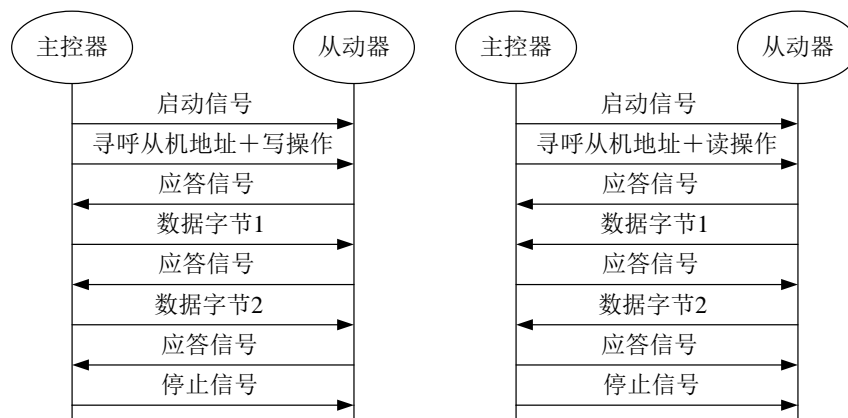 主控器
从动器
启动信号
寻呼从机地址＋写操作
应答信号
数据字节1
应答信号
数据字节2
应答信号
停止信号
主控器
从动器
启动信号
寻呼从机地址＋读操作
应答信号
数据字节1
应答信号
数据字节2
应答信号
停止信号